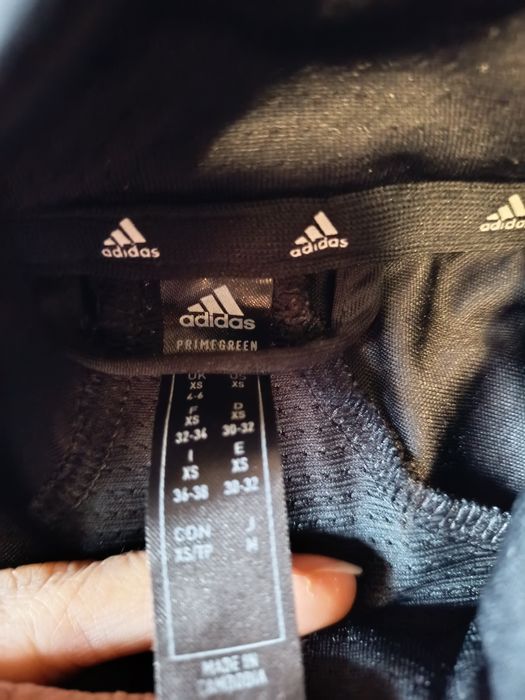 adidas
adidas
adidas
adidas
PRIMEGREEN
UK US
XS XS
4-6
F D
XS XS
32-34 30-32
I E
XS XS
36-38 30-32
CDN J
XS/TP M
MADE IN
CAMBODIA